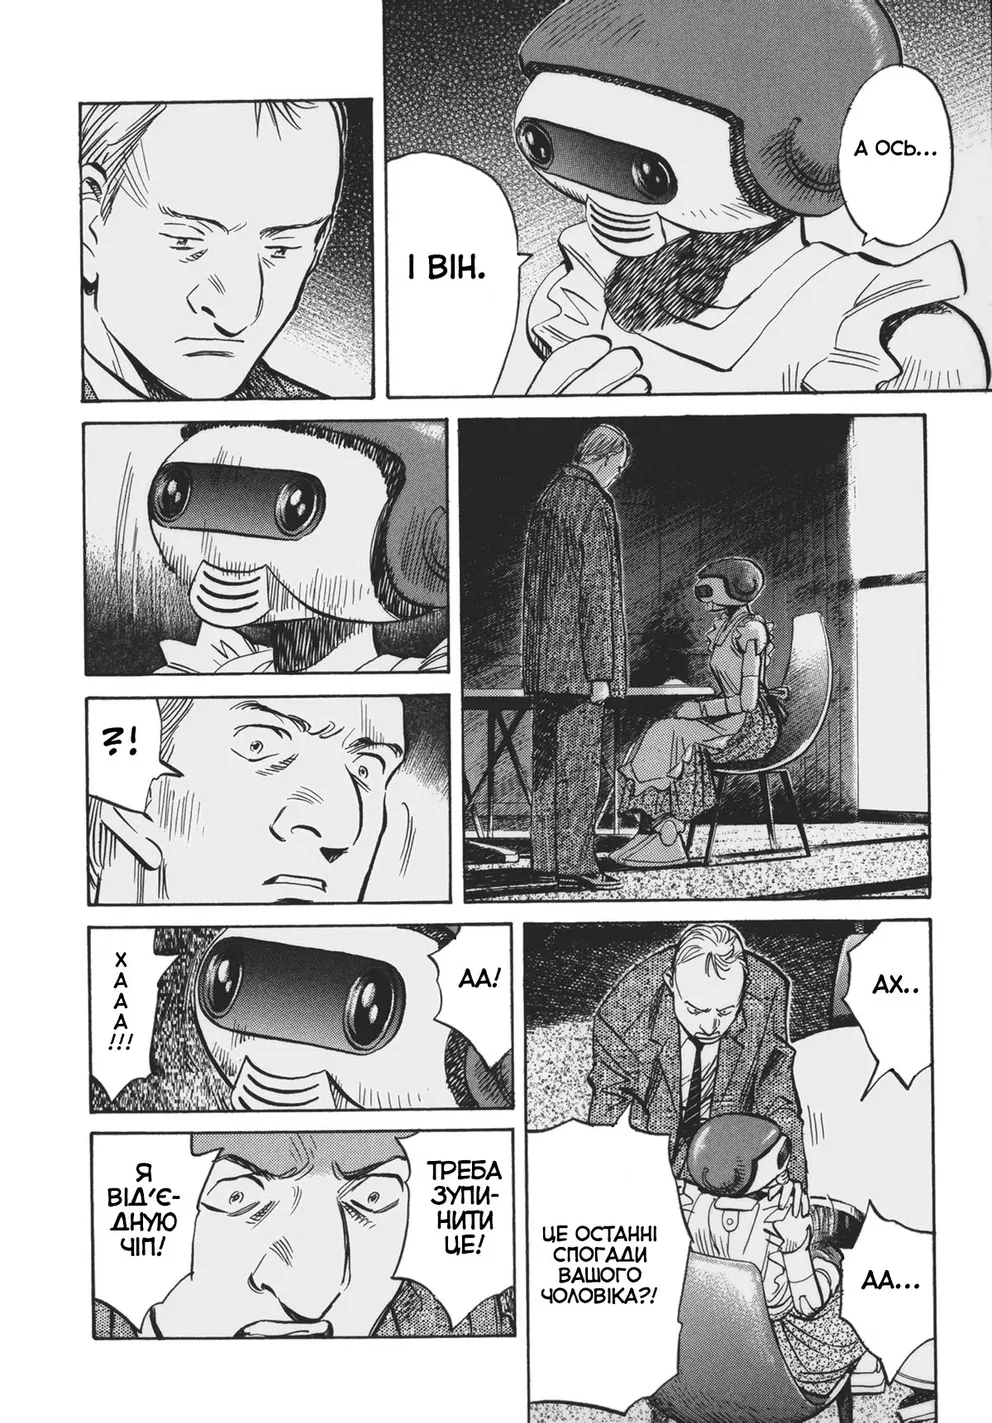 А ОСЬ...
І ВІН.
?!
АА!
ХААА!!!
АХ..
АА...
ЦЕ ОСТАННІ
СПОГАДИ
ВАШОГО
ЧОЛОВІКА?!
ТРЕБА
ЗУПИ-
НИТИ
ЦЕ!
Я
ВІД'Є-
ДНУЮ
ЧІП!